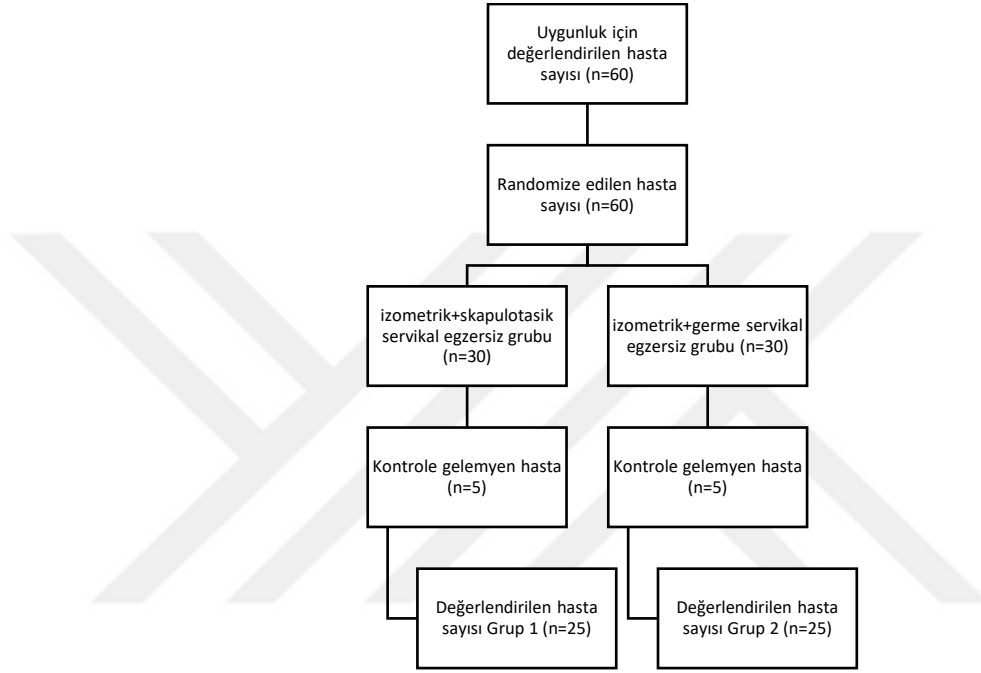 Uygunluk için
değerlendirilen hasta
sayısı (n=60)
Randomize edilen hasta
sayısı (n=60)
izometrik+skapulotasik
servikal egzersiz grubu
(n=30)
izometrik+germe servikal
egzersiz grubu (n=30)
Kontrole gelemyen hasta
(n=5)
Kontrole gelemyen hasta
(n=5)
Değerlendirilen hasta
sayısı Grup 1 (n=25)
Değerlendirilen hasta
sayısı Grup 2 (n=25)